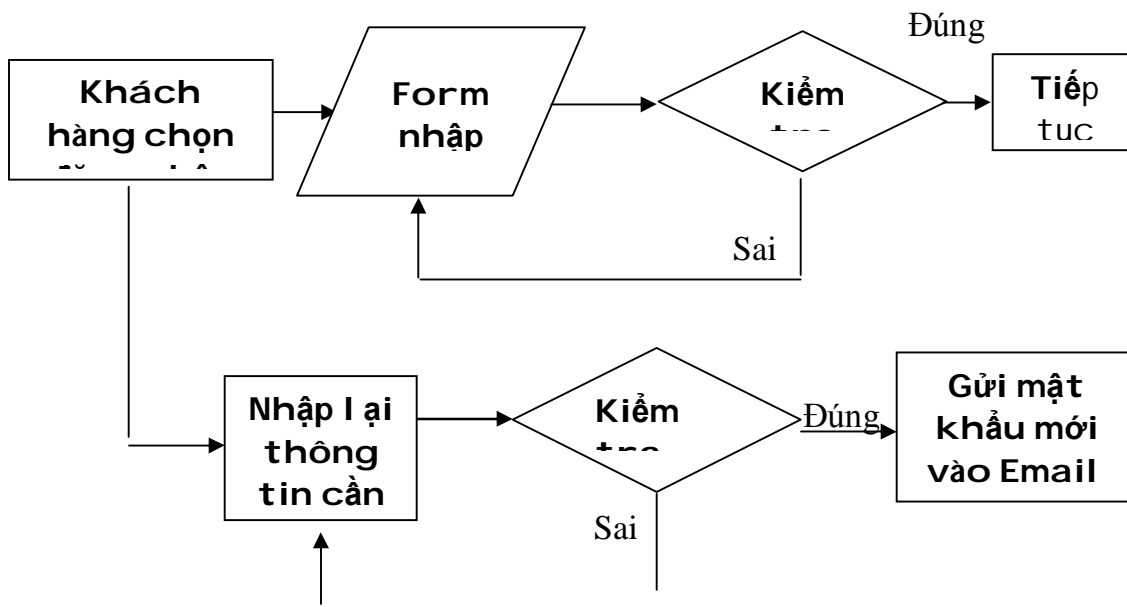 Đúng
Khách
hàng chọn
Form
nhập
Kiểm
Tiếp
tục
Sai
Nhập lại
thông
tin cần
Kiểm
Đúng
Gửi mật
khẩu mới
vào Email
Sai